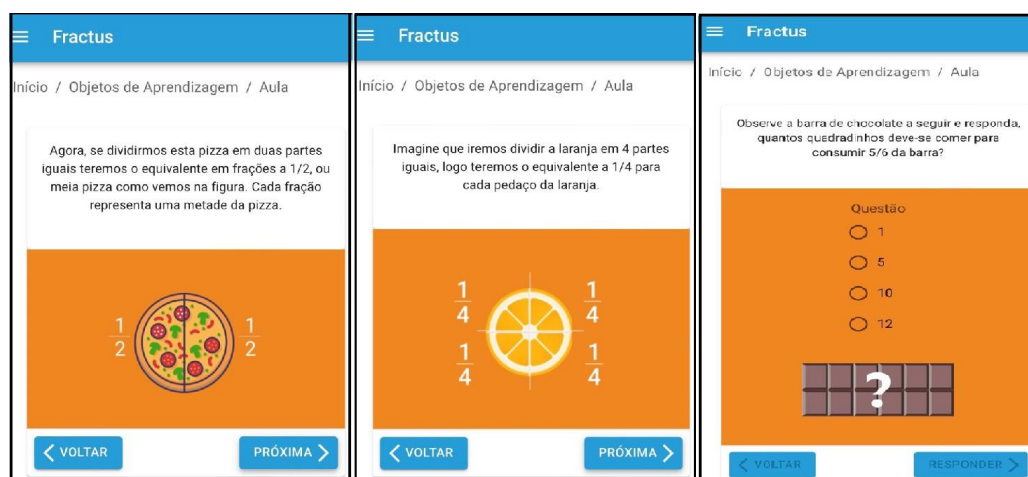 Fractus
Início / Objetos de Aprendizagem / Aula
Agora, se dividirmos esta pizza em duas partes
iguais teremos o equivalente em frações a 1/2, ou
meia pizza como vemos na figura. Cada fração
representa uma metade da pizza.
1/2 1/2
VOLTAR PRÓXIMA
Fractus
Início / Objetos de Aprendizagem / Aula
Imagine que iremos dividir a laranja em 4 partes
iguais, logo teremos o equivalente a 1/4 para
cada pedaço da laranja.
1/4 1/4
1/4 1/4
VOLTAR PRÓXIMA
Fractus
Início / Objetos de Aprendizagem / Aula
Observe a barra de chocolate a seguir e responda,
quantos quadradinhos deve-se comer para
consumir 5/6 da barra?
Questão
1
5
10
12
?
VOLTAR RESPONDER